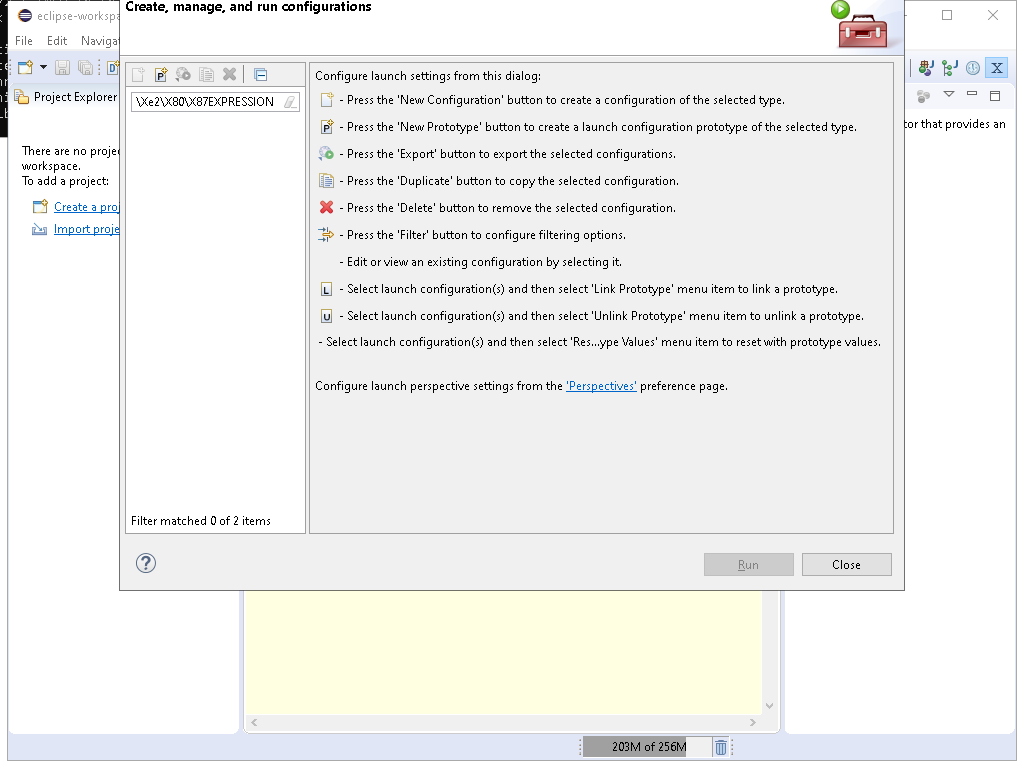 Create, manage, and run configurations
eclipse-workspa
File Edit Naviga
Project Explorer
\Xe2\X80\X87EXPRESSION
Configure launch settings from this dialog:
- Press the 'New Configuration' button to create a configuration of the selected type.
P - Press the 'New Prototype' button to create a launch configuration prototype of the selected type.
- Press the 'Export' button to export the selected configurations.
- Press the 'Duplicate' button to copy the selected configuration.
- Press the 'Delete' button to remove the selected configuration.
- Press the 'Filter' button to configure filtering options.
- Edit or view an existing configuration by selecting it.
L - Select launch configuration(s) and then select 'Link Prototype' menu item to link a prototype.
U - Select launch configuration(s) and then select 'Unlink Prototype' menu item to unlink a prototype.
- Select launch configuration(s) and then select 'Res...ype Values' menu item to reset with prototype values.
Configure launch perspective settings from the 'Perspectives' preference page.
There are no projec
workspace.
To add a project:
Create a proj
Import proje
tor that provides an
Filter matched 0 of 2 items
? Run Close
203M of 256M